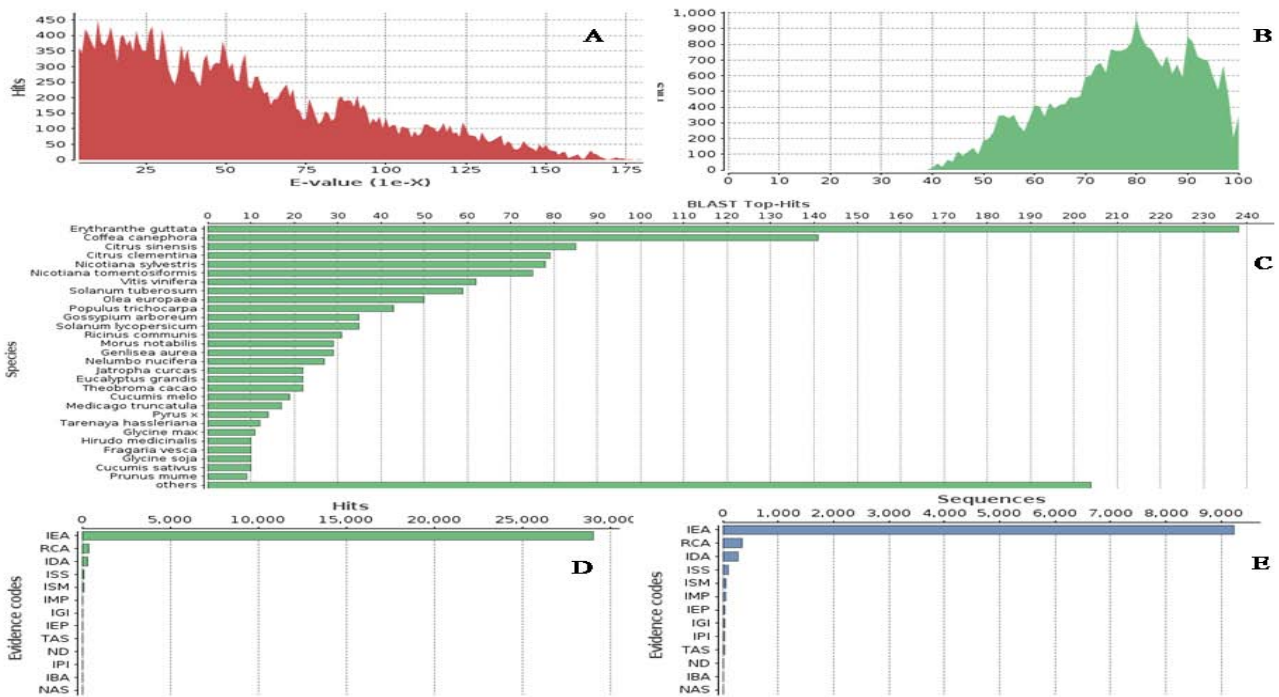 450
400
350
300
250
200
150
100
50
0
Hits
A
25 50 75 100 125 150 175
E-value (1e-X)
1,000
900
800
700
600
500
400
300
200
100
0
B
0 10 20 30 40 50 60 70 80 90 100
BLAST Top-Hits
0 10 20 30 40 50 60 70 80 90 100 110 120 130 140 150 160 170 180 190 200 210 220 230 240
Species
Erythranthe guttata
Coffea canephora
Citrus sinensis
Citrus clementina
Nicotiana sylvestris
Nicotiana tomentosiformis
Vitis vinifera
Solanum tuberosum
Olea europaea
Populus trichocarpa
Gossypium arboreum
Solanum lycopersicum
Ricinus communis
Morus notabilis
Genlisea aurea
Nelumbo nucifera
Jatropha curcas
Eucalyptus grandis
Theobroma cacao
Cucumis melo
Medicago truncatula
Pyrus x
Tarenaya hassleriana
Glycine max
Hirudo medicinalis
Fragaria vesca
Glycine soja
Cucumis sativus
Prunus mume
others
C
Hits
0 5,000 10,000 15,000 20,000 25,000 30,000
Evidence codes
IEA
RCA
IDA
ISS
ISM
IMP
IGI
IEP
TAS
ND
IPI
IBA
NAS
D
Sequences
0 1,000 2,000 3,000 4,000 5,000 6,000 7,000 8,000 9,000
Evidence codes
IEA
RCA
IDA
ISS
ISM
IMP
IEP
IGI
IPI
TAS
ND
IBA
NAS
E